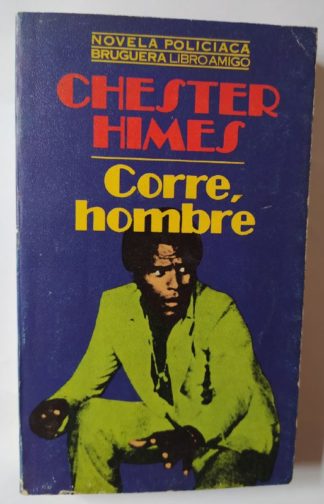 NOVELA POLICIACA
BRUGUERA LIBRO AMIGO
CHESTER
HIMES
Corre,
hombre